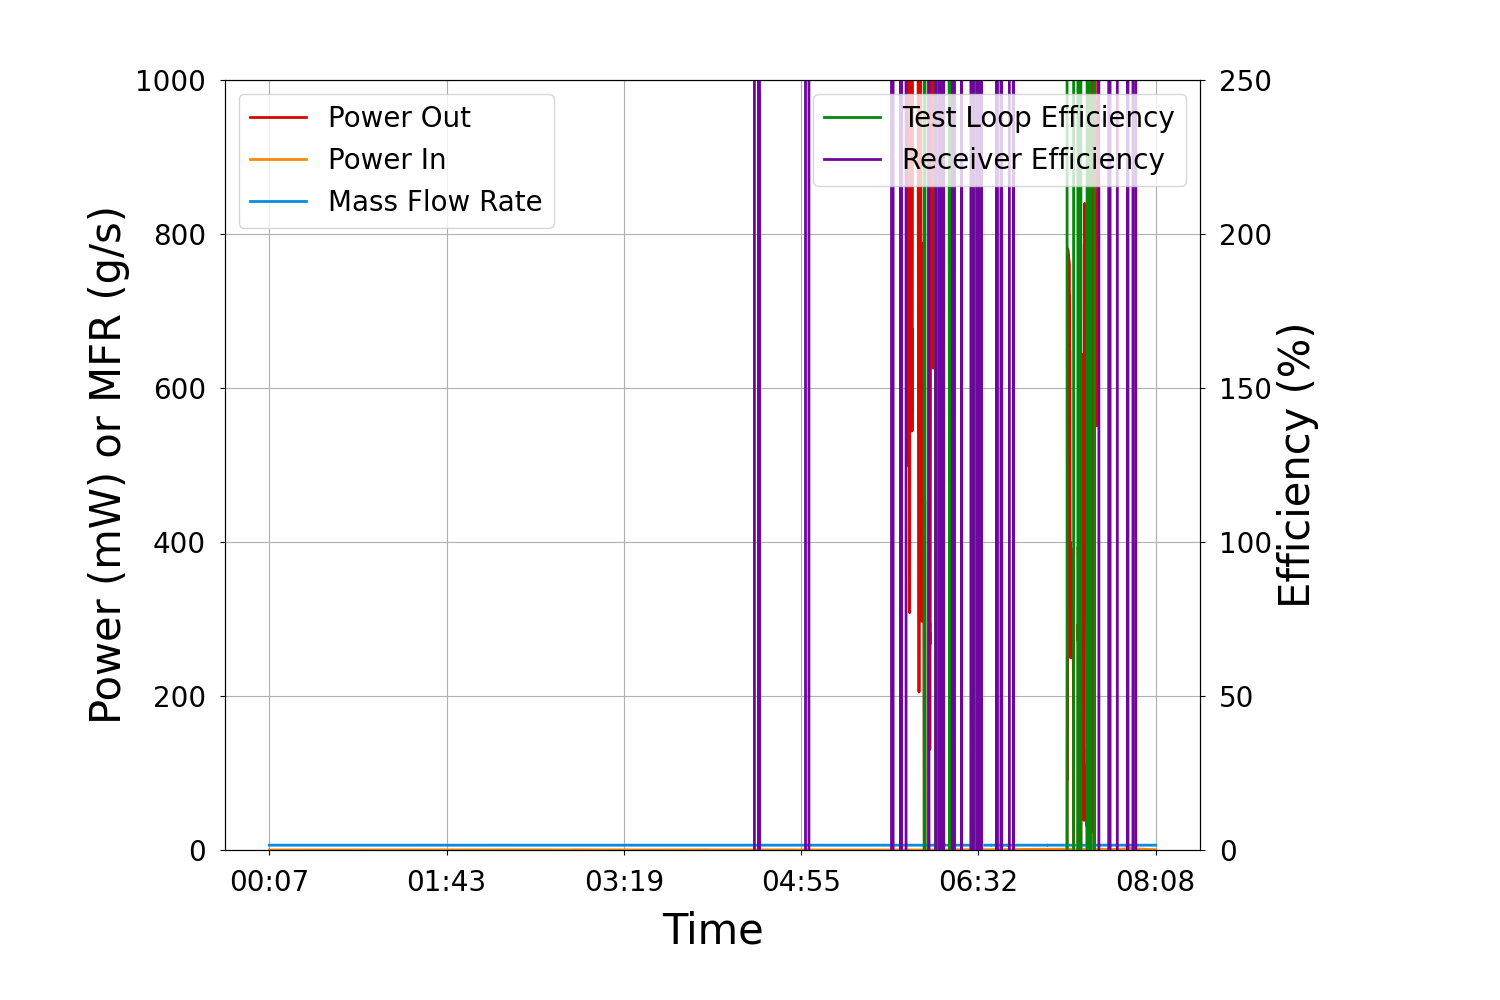 1000
800
600
400
200
0
Power (mW) or MFR (g/s)
Power Out
Power In
Mass Flow Rate
Test Loop Efficiency
Receiver Efficiency
250
200
150
100
50
0
Efficiency (%)
00:07 01:43 03:19 04:55 06:32 08:08
Time